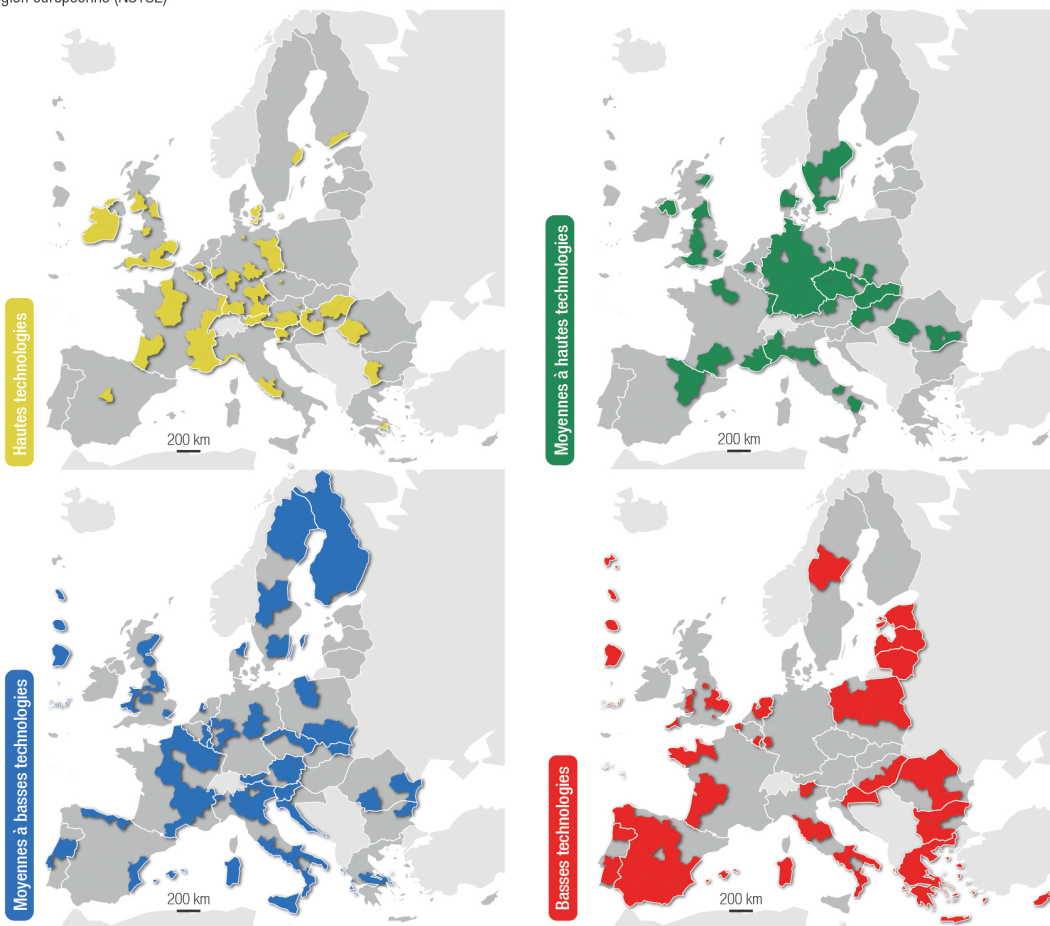 Hautes technologies
200 km
Moyennes à hautes technologies
200 km
Moyennes à basses technologies
200 km
Basses technologies
200 km